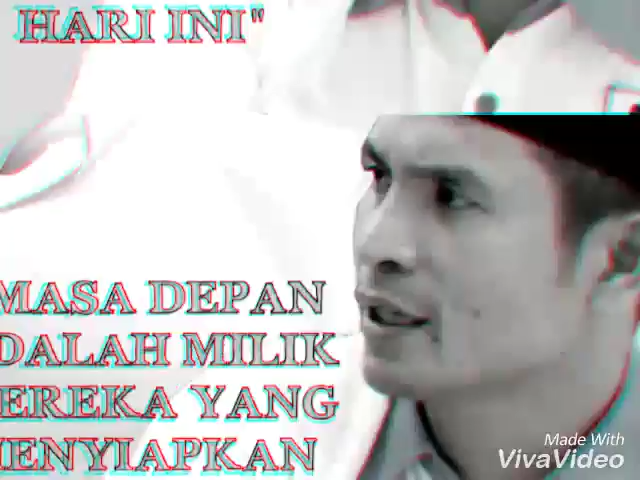 HARI INI"
MASA DEPAN
DALAH MILIK
EREKA YANG
ENYIAPKAN
Made With
VivaVideo